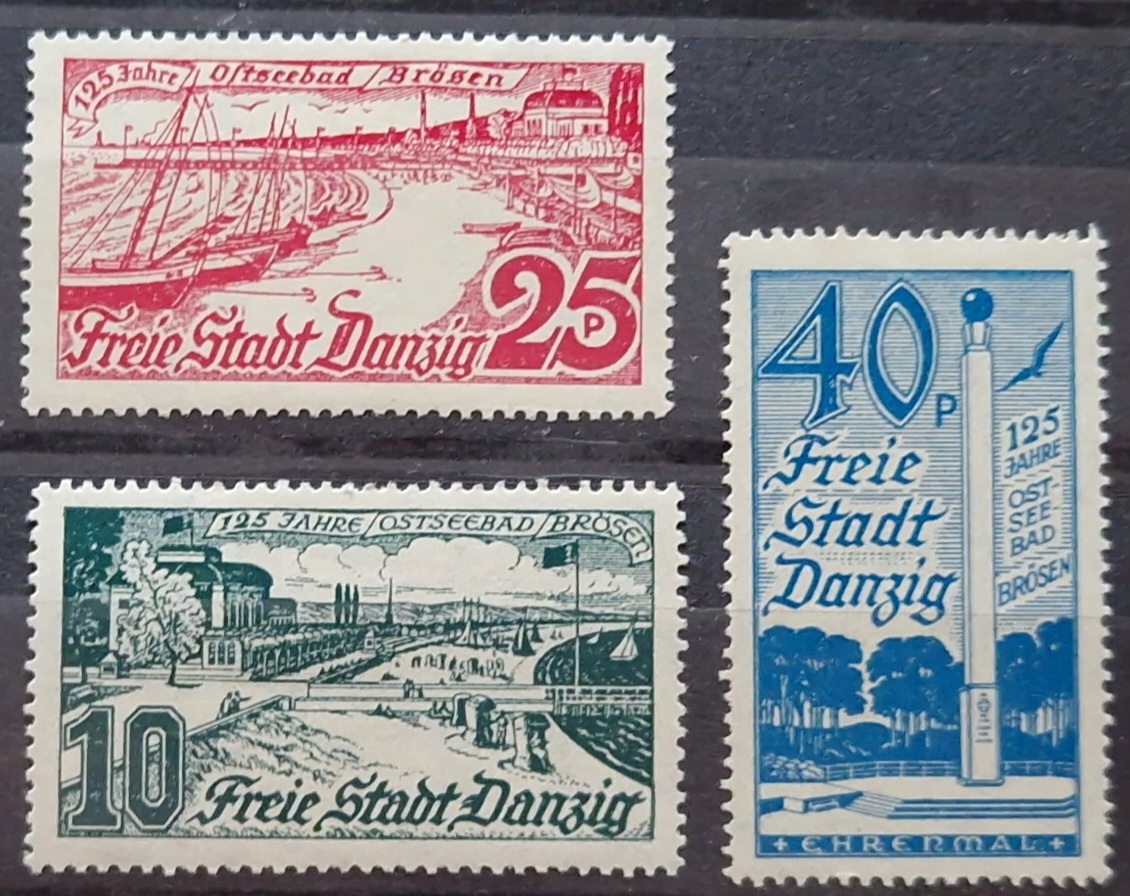 125 Jahre Ostseebad Brösen
25
P
Freie Stadt Danzig
125 JAHRE OSTSEEBAD BRÖSEN
10
Freie Stadt Danzig
40
P
Freie
Stadt
Danzig
125
JAHRE
OST-
SEE-
BAD
BRÖSEN
+ EHRENMAL +